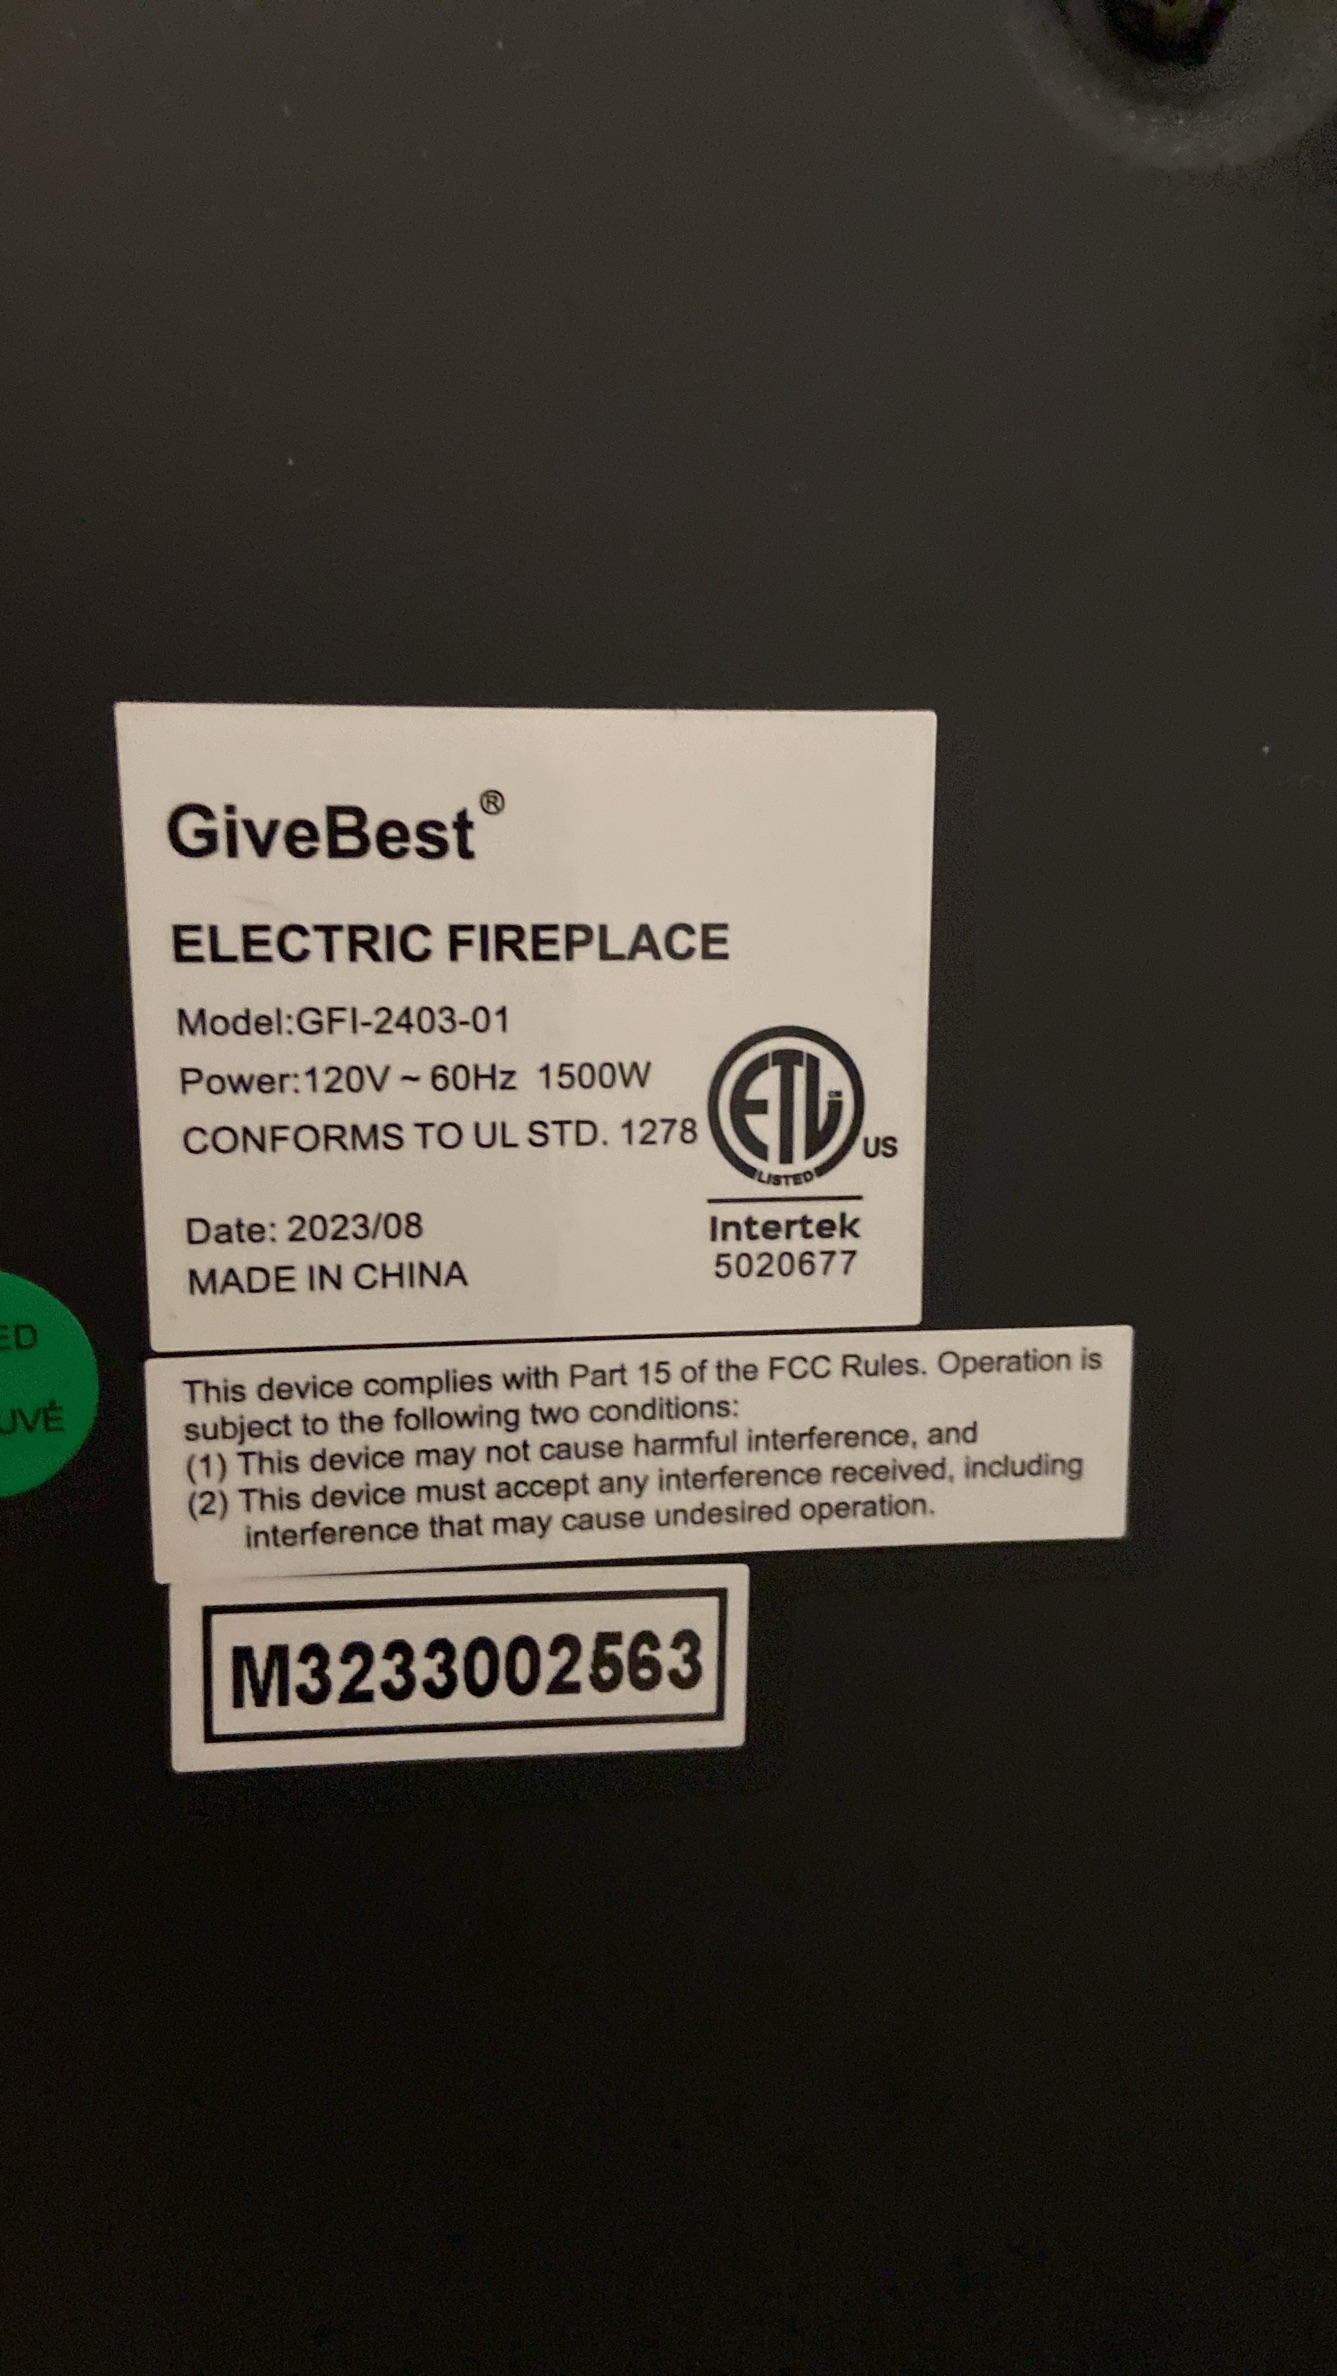 GiveBest®
ELECTRIC FIREPLACE
Model:GFI-2403-01
Power:120V ~ 60Hz 1500W
CONFORMS TO UL STD. 1278
ETL
LISTED
US
Intertek
5020677
Date: 2023/08
MADE IN CHINA
ED
UVÉ
This device complies with Part 15 of the FCC Rules. Operation is
subject to the following two conditions:
(1) This device may not cause harmful interference, and
(2) This device must accept any interference received, including
interference that may cause undesired operation.
M3233002563